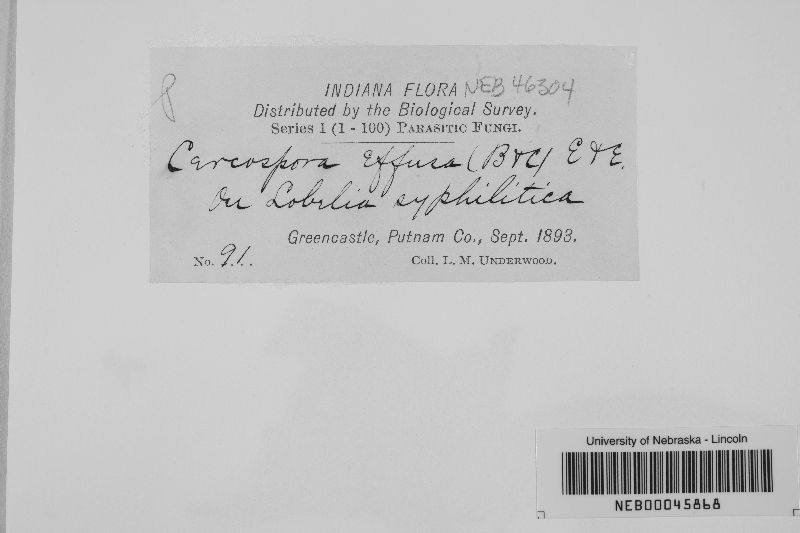 INDIANA FLORA NEB 46304
Distributed by the Biological Survey.
Series 1 (1 - 100) PARASITIC FUNGI.
Cercospora effusa (B & C) E & E.
On Lobelia syphilitica
Greencastle, Putnam Co., Sept. 1893.
No. 91. Coll. L. M. UNDERWOOD.
University of Nebraska - Lincoln
NEB00045868